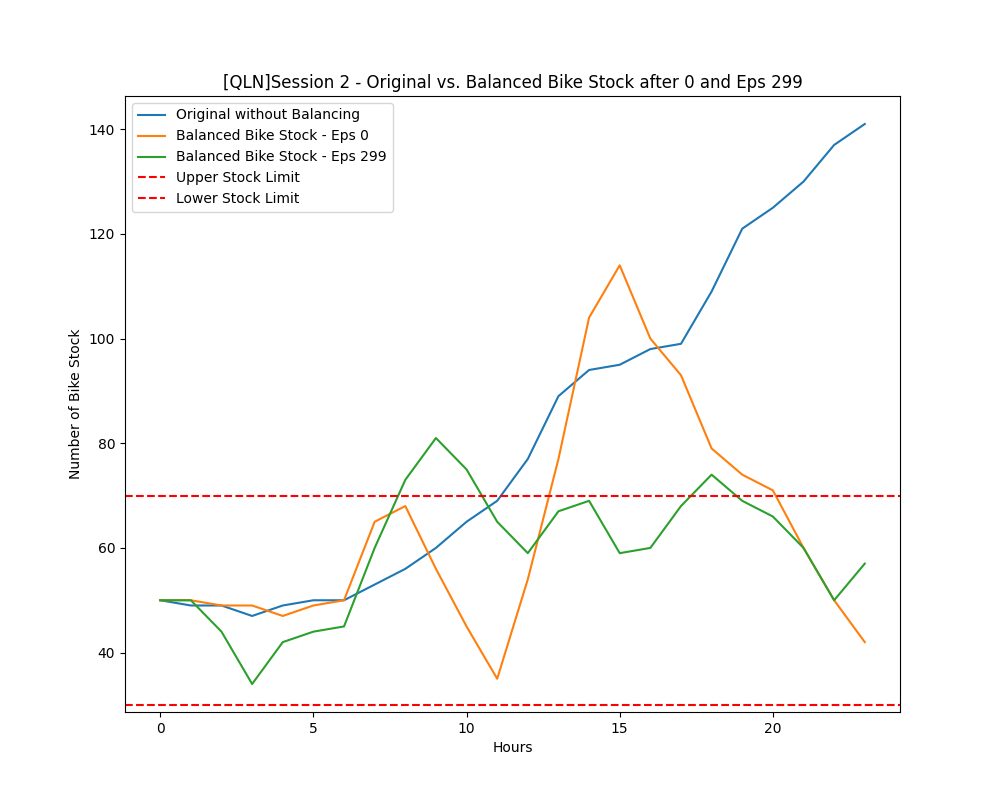 [QLN]Session 2 - Original vs. Balanced Bike Stock after 0 and Eps 299
Original without Balancing
Balanced Bike Stock - Eps 0
Balanced Bike Stock - Eps 299
Upper Stock Limit
Lower Stock Limit
140
120
100
80
60
40
Number of Bike Stock
0 5 10 15 20
Hours